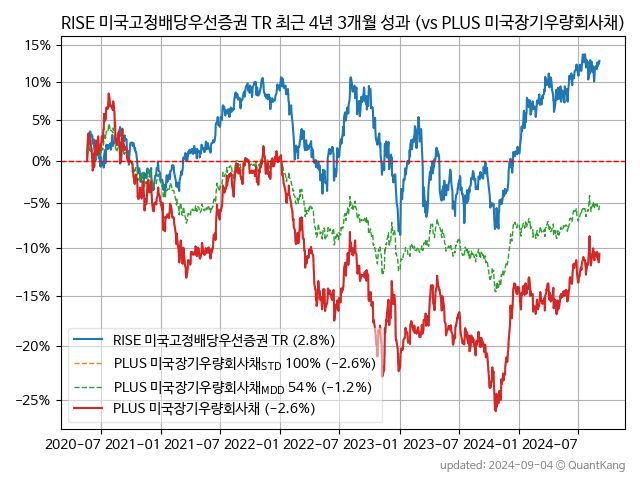 RISE 미국고정배당우선증권 TR 최근 4년 3개월 성과 (vs PLUS 미국장기우량회사채)
15%
10%
5%
0%
−5%
−10%
−15%
−20%
−25%
RISE 미국고정배당우선증권 TR (2.8%)
PLUS 미국장기우량회사채STD 100% (−2.6%)
PLUS 미국장기우량회사채MDD 54% (−1.2%)
PLUS 미국장기우량회사채 (−2.6%)
2020-07 2021-01 2021-07 2022-01 2022-07 2023-01 2023-07 2024-01 2024-07
updated: 2024-09-04 © QuantKang